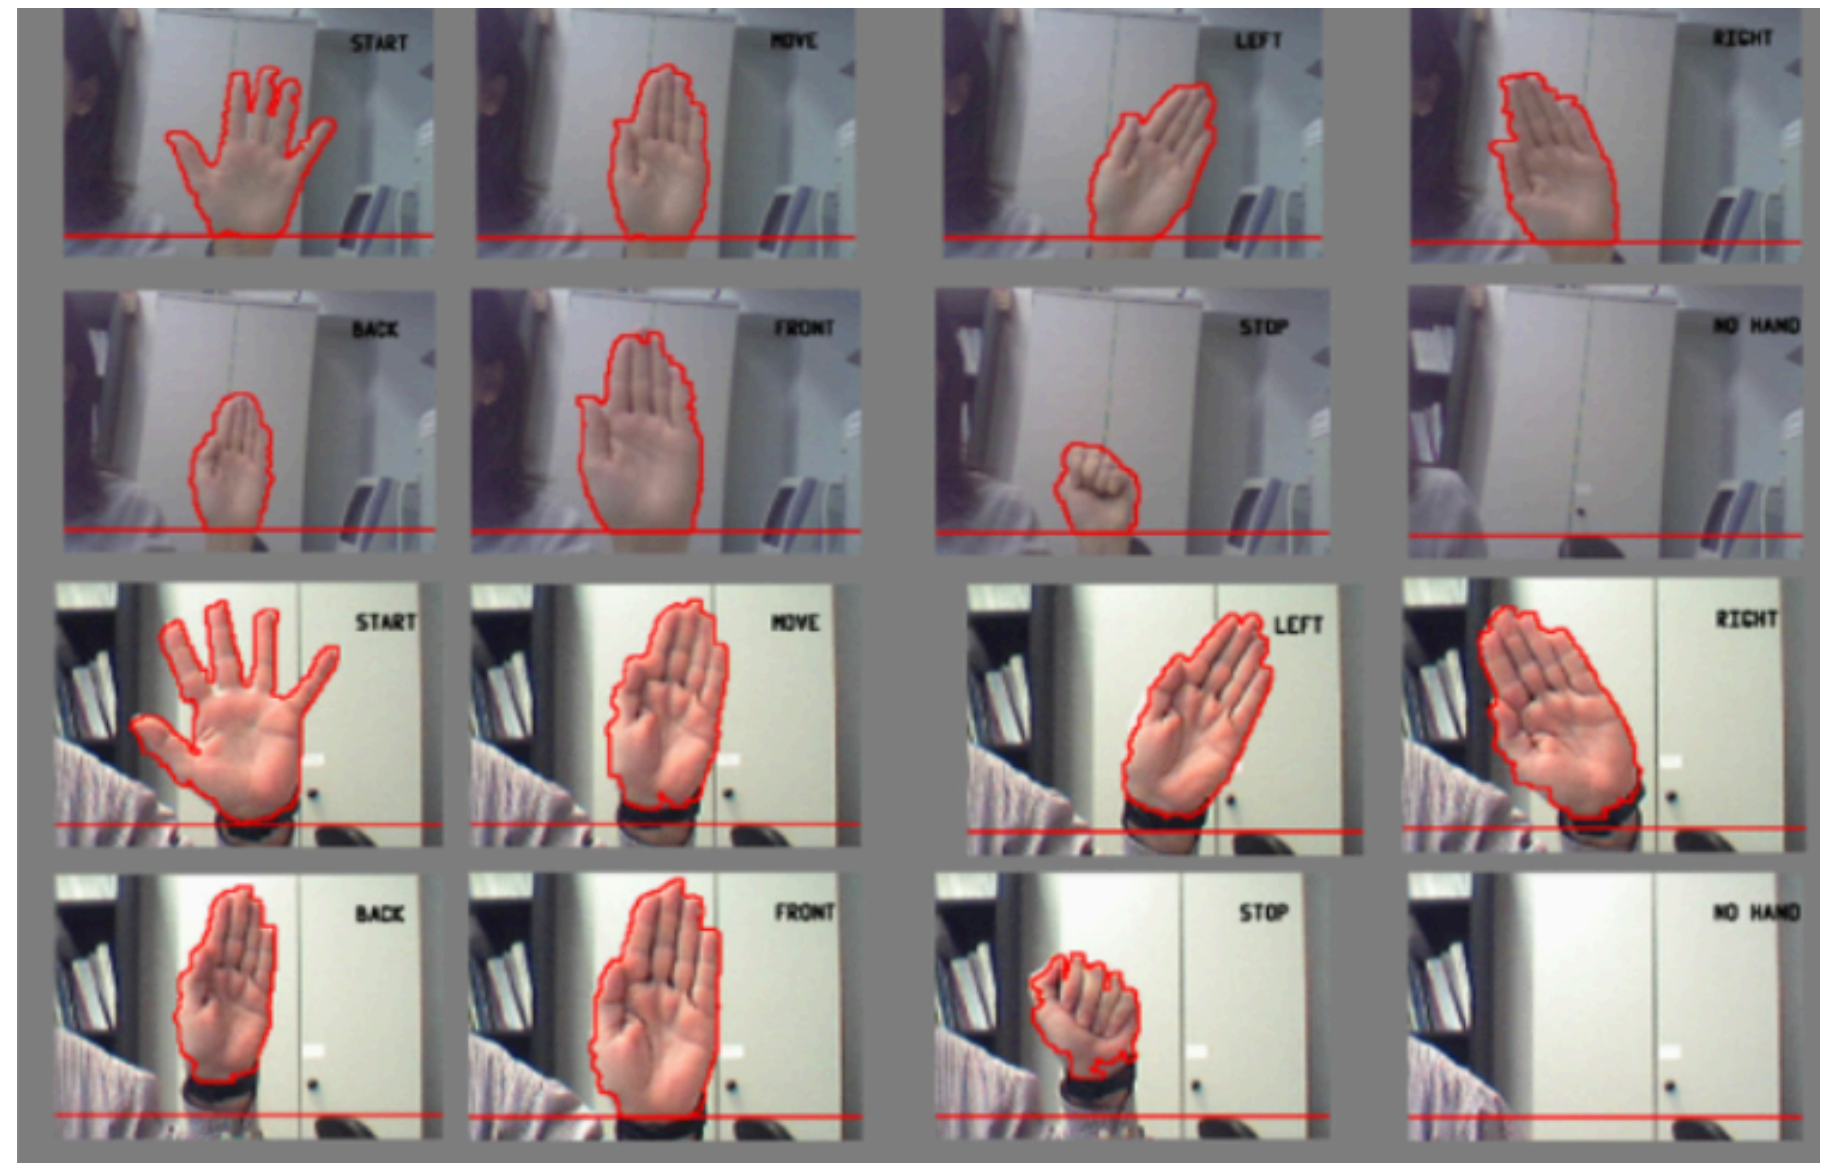 START
MOVE
LEFT
RIGHT
BACK
FRONT
STOP
NO HAND
START
MOVE
LEFT
RIGHT
BACK
FRONT
STOP
NO HAND